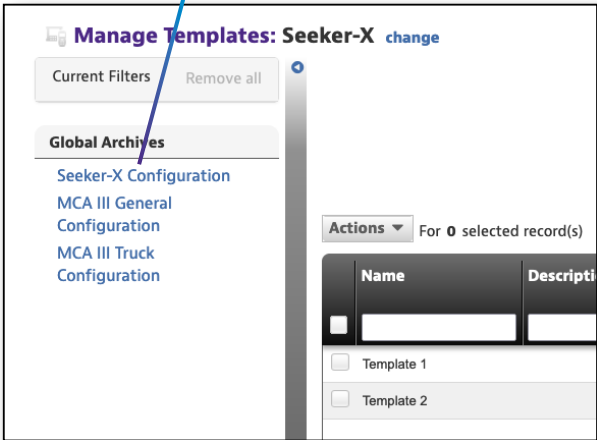 Manage Templates: Seeker-X change
Current Filters Remove all
Global Archives
Seeker-X Configuration
MCA III General
Configuration
MCA III Truck
Configuration
Actions For 0 selected record(s)
Name Descripti
Template 1
Template 2